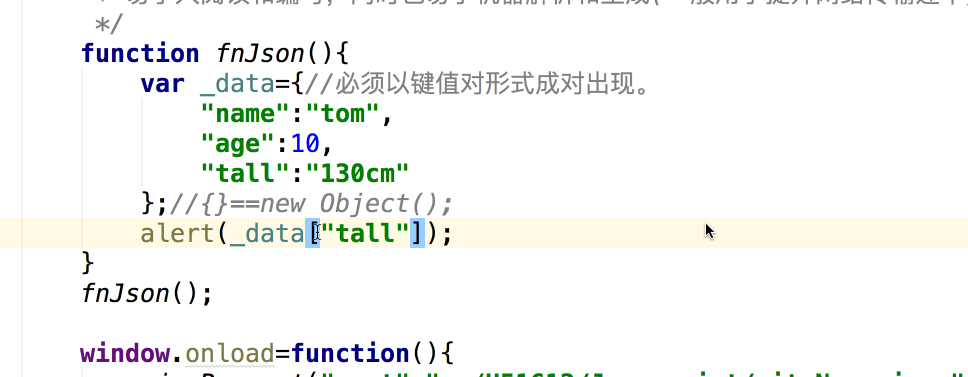 */
function fnJson(){
var _data={//必须以键值对形式成对出现。
"name":"tom",
"age":10,
"tall":"130cm"
};//{}==new Object();
alert(_data["tall"]);
}
fnJson();
window.onload=function(){